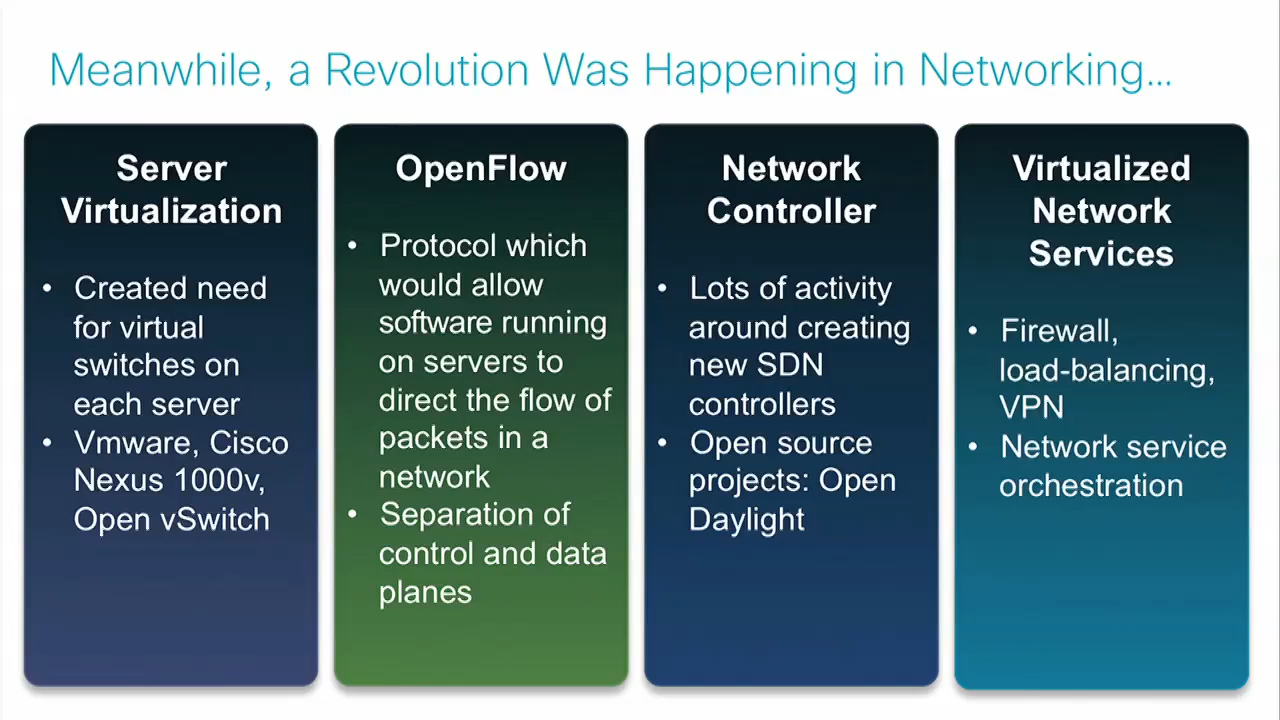 Meanwhile, a Revolution Was Happening in Networking...
Server
Virtualization
• Created need
for virtual
switches on
each server
• Vmware, Cisco
Nexus 1000v,
Open vSwitch
OpenFlow
• Protocol which
would allow
software running
on servers to
direct the flow of
packets in a
network
• Separation of
control and data
planes
Network
Controller
• Lots of activity
around creating
new SDN
controllers
• Open source
projects: Open
Daylight
Virtualized
Network
Services
• Firewall,
load-balancing,
VPN
• Network service
orchestration